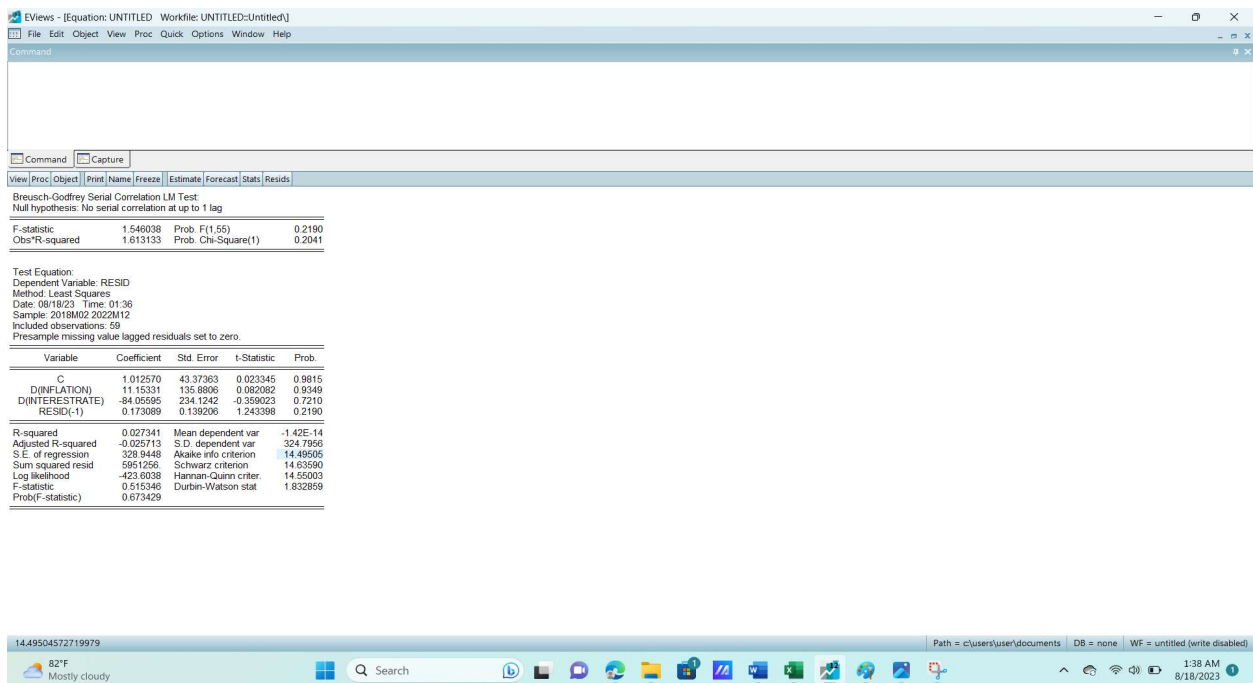 EViews - [Equation: UNTITLED Workfile: UNTITLED::Untitled\]
File Edit Object View Proc Quick Options Window Help
Command
Command Capture
View Proc Object Print Name Freeze Estimate Forecast Stats Resids
Breusch-Godfrey Serial Correlation LM Test:
Null hypothesis: No serial correlation at up to 1 lag
F-statistic 1.546038 Prob. F(1,55) 0.2190
Obs*R-squared 1.613133 Prob. Chi-Square(1) 0.2041
Test Equation:
Dependent Variable: RESID
Method: Least Squares
Date: 08/18/23 Time: 01:36
Sample: 2018M02 2022M12
Included observations: 59
Presample missing value lagged residuals set to zero.
Variable Coefficient Std. Error t-Statistic Prob.
C 1.012570 43.37363 0.023345 0.9815
D(INFLATION) 11.15331 135.8806 0.082082 0.9349
D(INTERESTRATE) -84.05595 234.1242 -0.359023 0.7210
RESID(-1) 0.173089 0.139206 1.243398 0.2190
R-squared 0.027341 Mean dependent var -1.42E-14
Adjusted R-squared -0.025713 S.D. dependent var 324.7956
S.E. of regression 328.9448 Akaike info criterion 14.49505
Sum squared resid 5951256. Schwarz criterion 14.63590
Log likelihood -423.6038 Hannan-Quinn criter. 14.55003
F-statistic 0.515346 Durbin-Watson stat 1.832859
Prob(F-statistic) 0.673429
14.49504572719979 Path = c:\users\user\documents DB = none WF = untitled (write disabled)
82°F
Mostly cloudy
Search
1:38 AM
8/18/2023